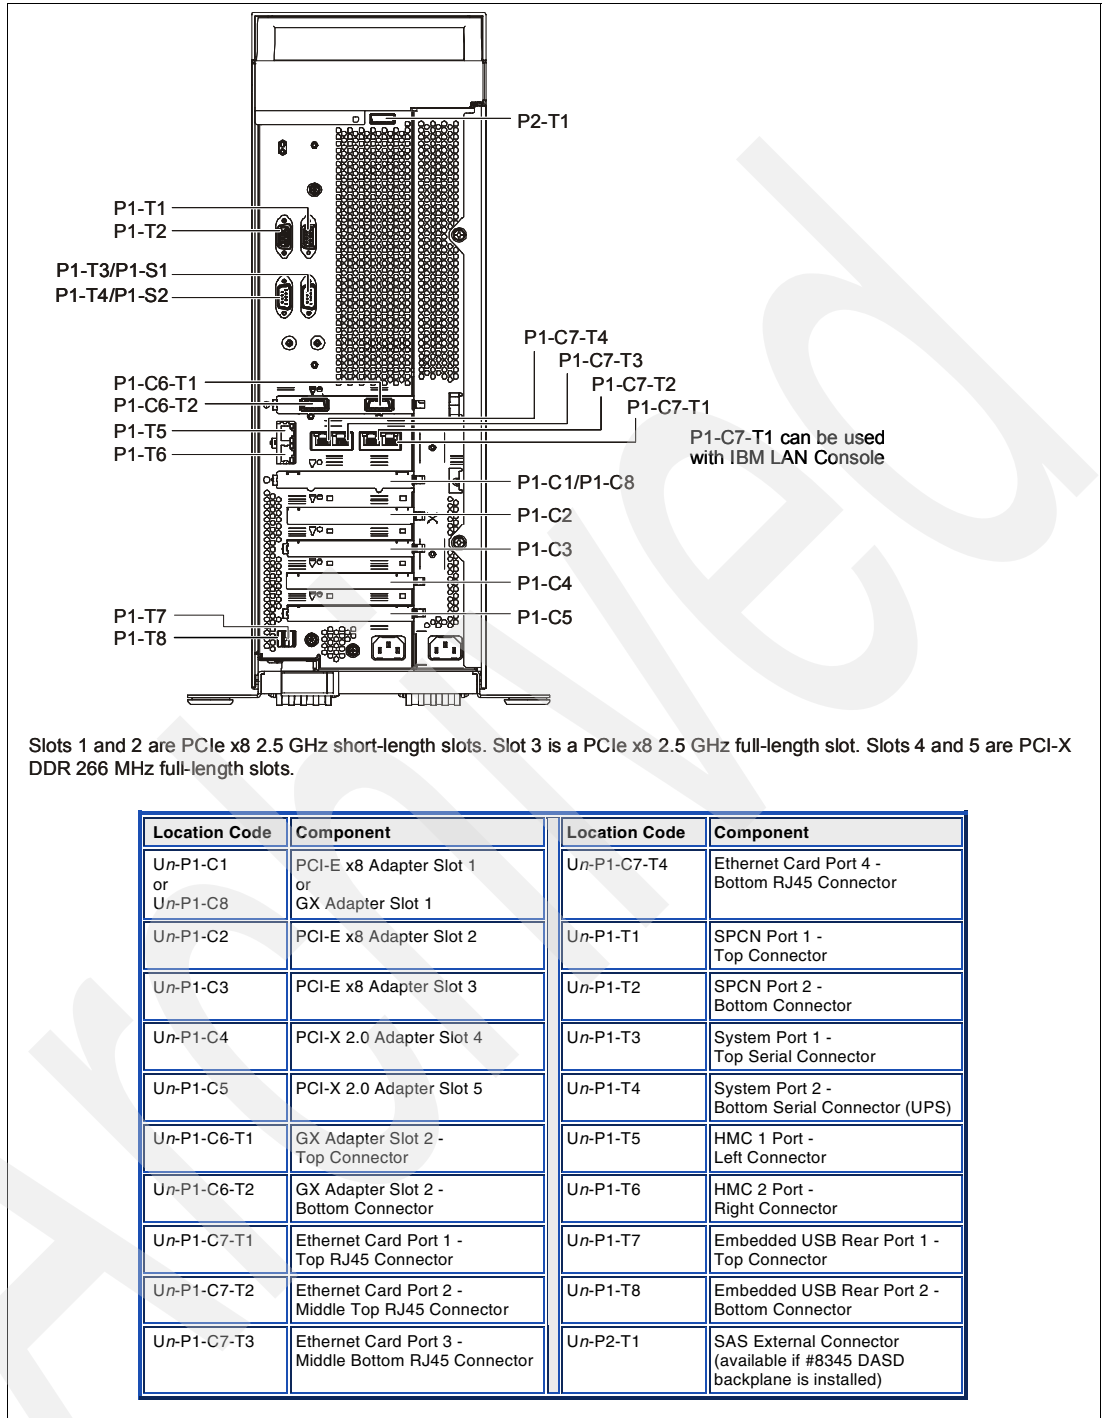 P2-T1
P1-T1
P1-T2
P1-T3/P1-S1
P1-T4/P1-S2
P1-C7-T4
P1-C7-T3
P1-C7-T2
P1-C7-T1
P1-C6-T1
P1-C6-T2
P1-T5
P1-T6
P1-C7-T1 can be used
with IBM LAN Console
P1-C1/P1-C8
P1-C2
P1-C3
P1-C4
P1-C5
P1-T7
P1-T8
Slots 1 and 2 are PCIe x8 2.5 GHz short-length slots. Slot 3 is a PCIe x8 2.5 GHz full-length slot. Slots 4 and 5 are PCI-X
DDR 266 MHz full-length slots.
Location Code Component Location Code Component
Un-P1-C1
or
Un-P1-C8
PCI-E x8 Adapter Slot 1
or
GX Adapter Slot 1
Un-P1-C7-T4
Ethernet Card Port 4 -
Bottom RJ45 Connector
Un-P1-C2
PCI-E x8 Adapter Slot 2
Un-P1-T1
SPCN Port 1 -
Top Connector
Un-P1-C3
PCI-E x8 Adapter Slot 3
Un-P1-T2
SPCN Port 2 -
Bottom Connector
Un-P1-C4
PCI-X 2.0 Adapter Slot 4
Un-P1-T3
System Port 1 -
Top Serial Connector
Un-P1-C5
PCI-X 2.0 Adapter Slot 5
Un-P1-T4
System Port 2 -
Bottom Serial Connector (UPS)
Un-P1-C6-T1
GX Adapter Slot 2 -
Top Connector
Un-P1-T5
HMC 1 Port -
Left Connector
Un-P1-C6-T2
GX Adapter Slot 2 -
Bottom Connector
Un-P1-T6
HMC 2 Port -
Right Connector
Un-P1-C7-T1
Ethernet Card Port 1 -
Top RJ45 Connector
Un-P1-T7
Embedded USB Rear Port 1 -
Top Connector
Un-P1-C7-T2
Ethernet Card Port 2 -
Middle Top RJ45 Connector
Un-P1-T8
Embedded USB Rear Port 2 -
Bottom Connector
Un-P1-C7-T3
Ethernet Card Port 3 -
Middle Bottom RJ45 Connector
Un-P2-T1
SAS External Connector
(available if #8345 DASD
backplane is installed)
Archived